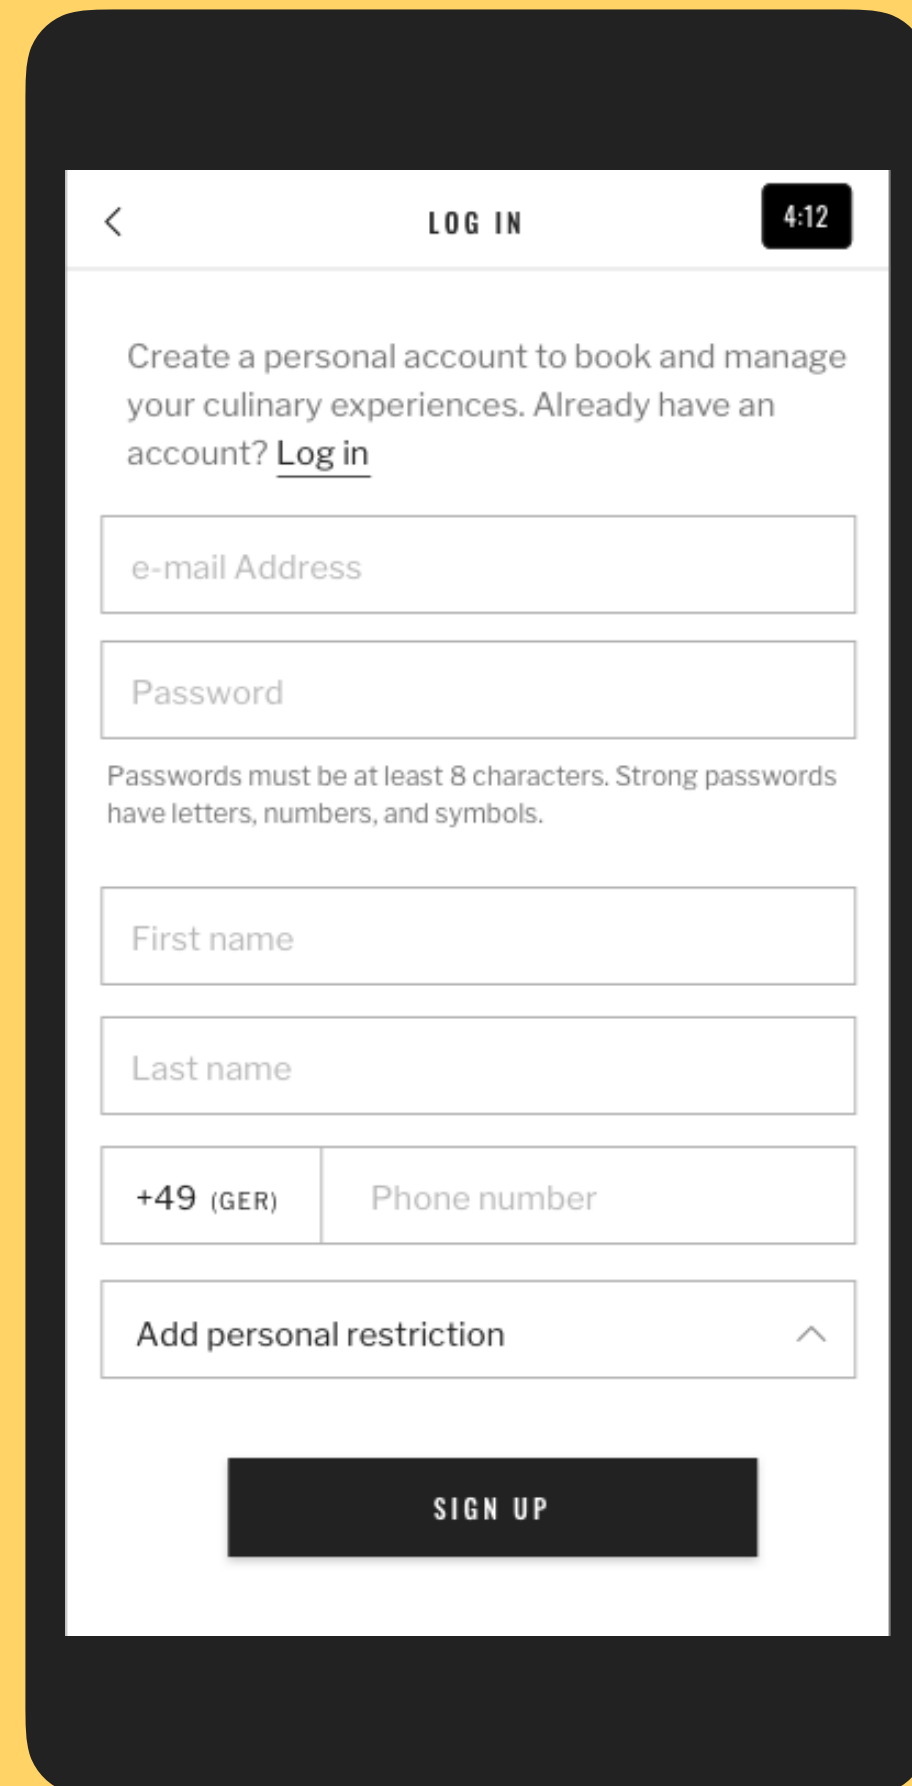 LOG IN
4:12
Create a personal account to book and manage
your culinary experiences. Already have an
account? Log in
e-mail Address
Password
Passwords must be at least 8 characters. Strong passwords
have letters, numbers, and symbols.
First name
Last name
+49 (GER) Phone number
Add personal restriction
SIGN UP